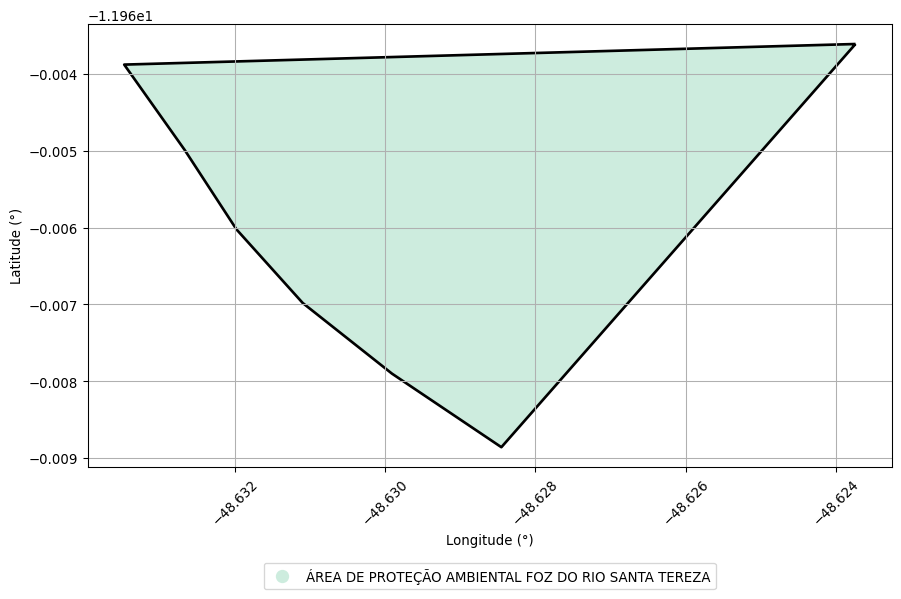 −1.196e1
−0.004
−0.005
−0.006
−0.007
−0.008
−0.009
Latitude (°)
−48.632
−48.630
−48.628
−48.626
−48.624
Longitude (°)
ÁREA DE PROTEÇÃO AMBIENTAL FOZ DO RIO SANTA TEREZA